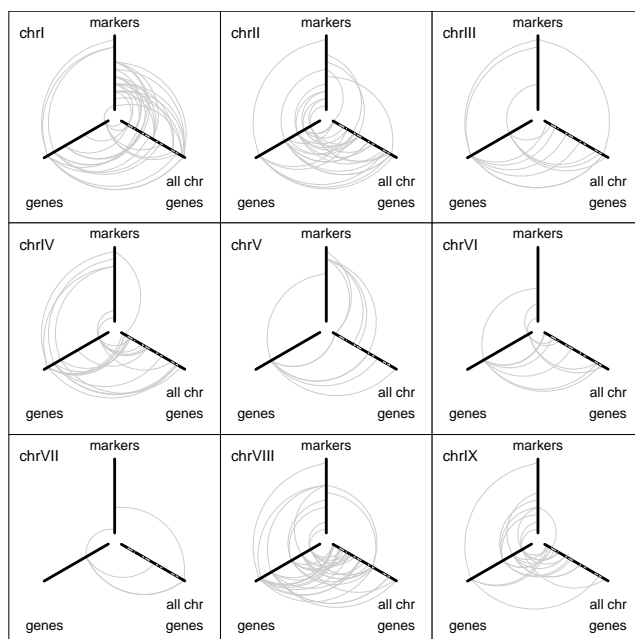 markers
chrI
all chr
genes genes
markers
chrII
all chr
genes genes
markers
chrIII
all chr
genes genes
markers
chrIV
all chr
genes genes
markers
chrV
all chr
genes genes
markers
chrVI
all chr
genes genes
markers
chrVII
all chr
genes genes
markers
chrVIII
all chr
genes genes
markers
chrIX
all chr
genes genes